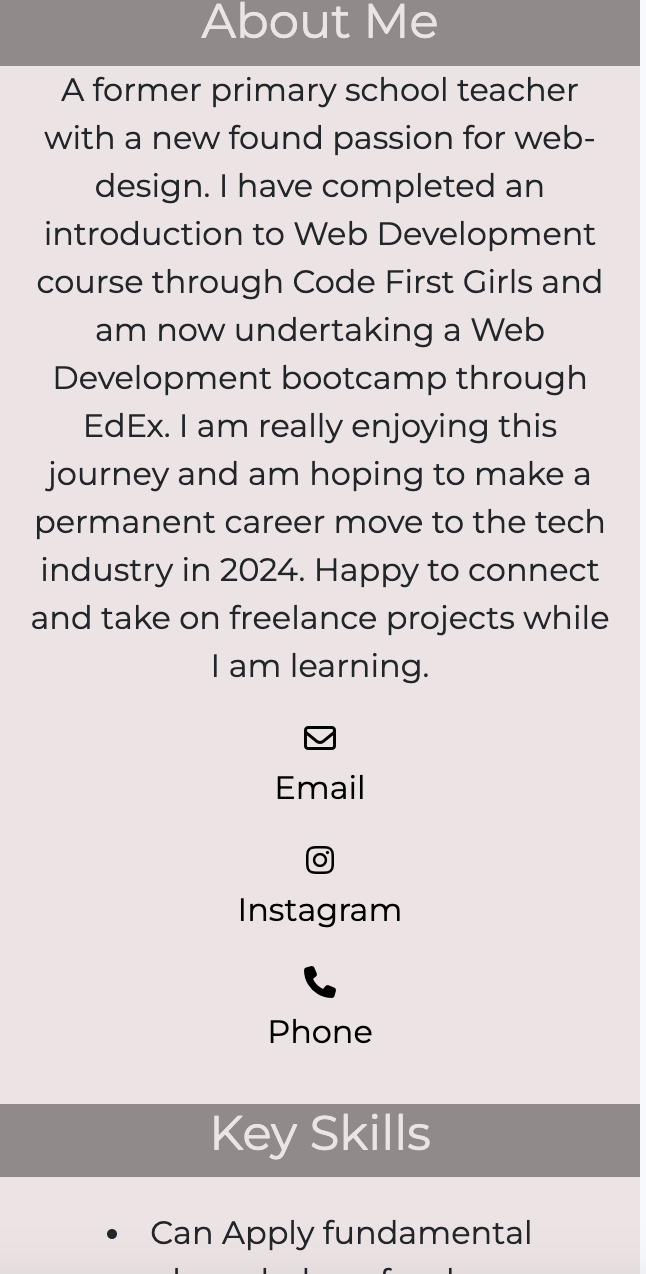 About Me
A former primary school teacher
with a new found passion for web-
design. I have completed an
introduction to Web Development
course through Code First Girls and
am now undertaking a Web
Development bootcamp through
EdEx. I am really enjoying this
journey and am hoping to make a
permanent career move to the tech
industry in 2024. Happy to connect
and take on freelance projects while
I am learning.
Email
Instagram
Phone
Key Skills
• Can Apply fundamental